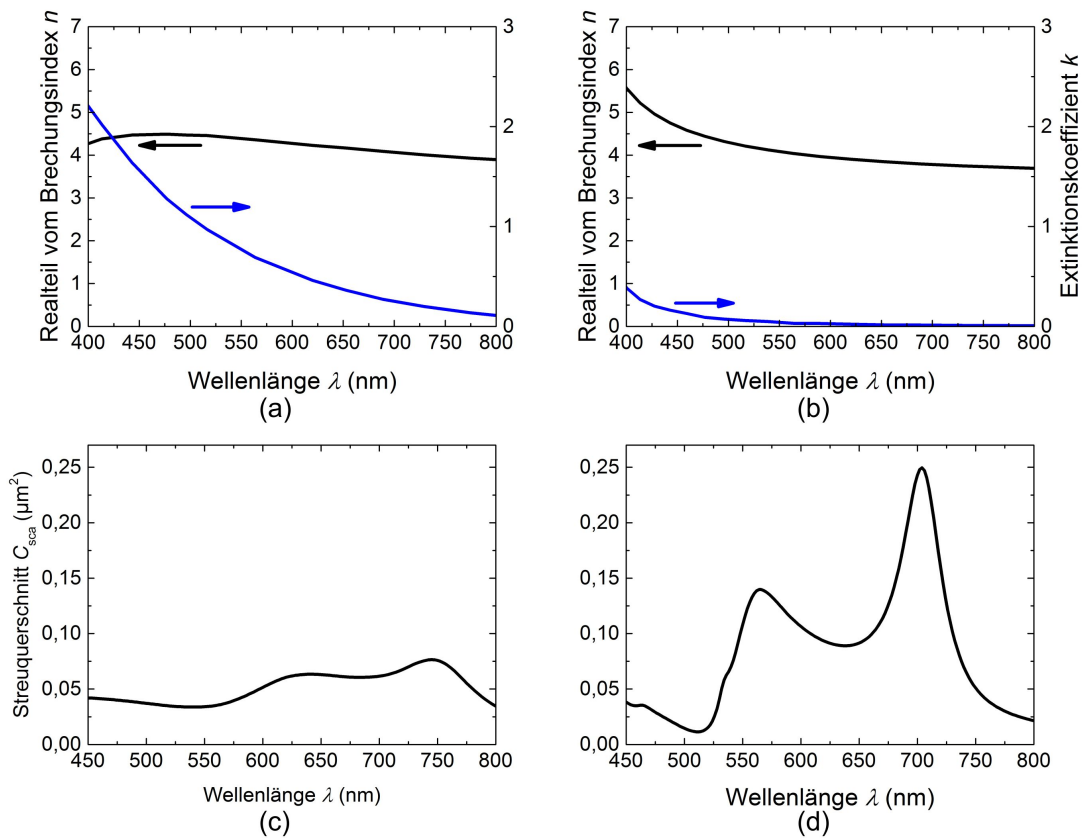 Realteil vom Brechungsindex n
7
6
5
4
3
2
1
0
3
2
1
0
400 450 500 550 600 650 700 750 800
Wellenlänge λ (nm)
(a)
Realteil vom Brechungsindex n
7
6
5
4
3
2
1
0
3
2
1
0
Extinktionskoeffizient k
400 450 500 550 600 650 700 750 800
Wellenlänge λ (nm)
(b)
Streuquerschnitt Csca (µm²)
0,25
0,20
0,15
0,10
0,05
0,00
450 500 550 600 650 700 750 800
Wellenlänge λ (nm)
(c)
0,25
0,20
0,15
0,10
0,05
0,00
450 500 550 600 650 700 750 800
Wellenlänge λ (nm)
(d)